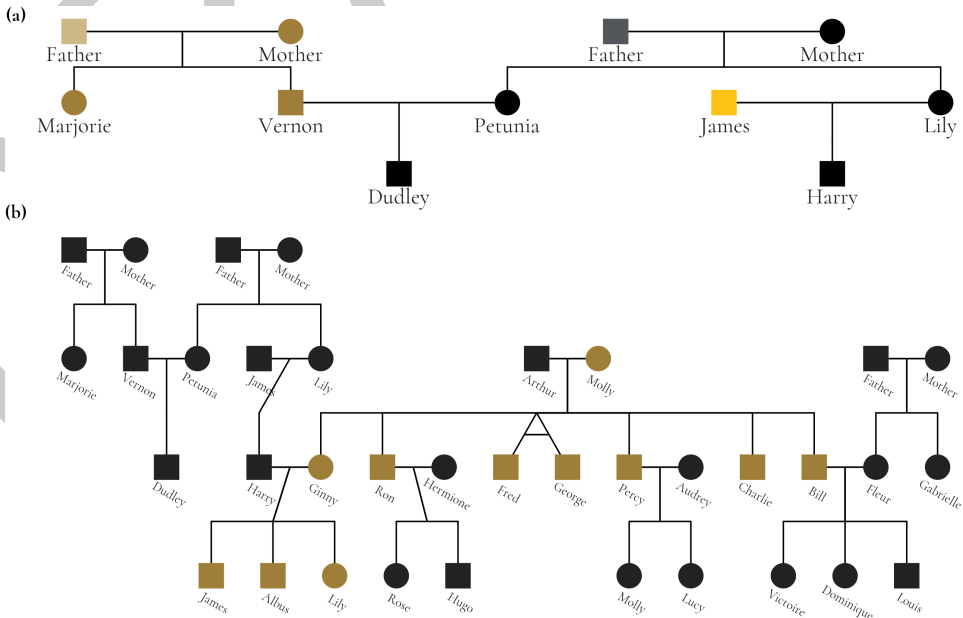 (a)
Father Mother Father Mother
Marjorie Vernon Petunia James Lily
Dudley Harry
(b)
Father Mother Father Mother
Marjorie Vernon Petunia James Lily Arthur Molly Father Mother
Dudley Harry Ginny Ron Hermione Fred George Percy Audrey Charlie Bill Fleur Gabrielle
James Albus Lily Rose Hugo Molly Lucy Victoire Dominique Louis